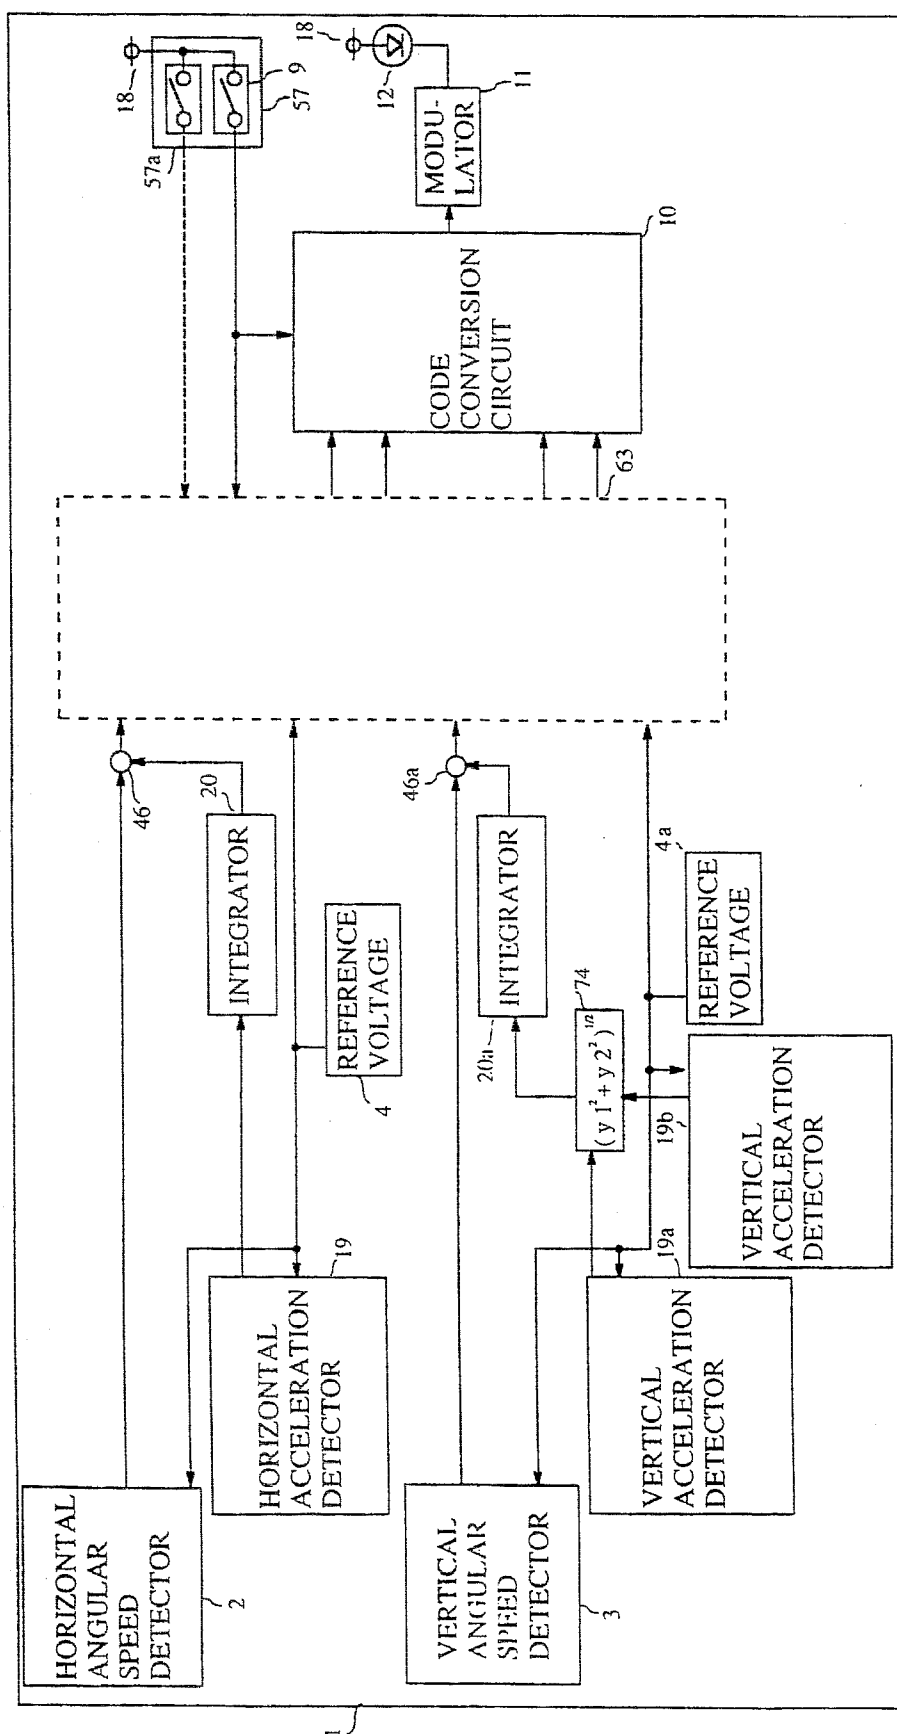 1
HORIZONTAL
ANGULAR
SPEED
DETECTOR
2
HORIZONTAL
ACCELERATION
DETECTOR
19
INTEGRATOR
20
46
REFERENCE
VOLTAGE
4
VERTICAL
ANGULAR
SPEED
DETECTOR
3
VERTICAL
ACCELERATION
DETECTOR
19a
VERTICAL
ACCELERATION
DETECTOR
19b
(y1²+y2²)^1/2
74
INTEGRATOR
20a
46a
REFERENCE
VOLTAGE
4a
63
CODE
CONVERSION
CIRCUIT
10
MODU-
LATOR
11
12
18
18
9
57
57a